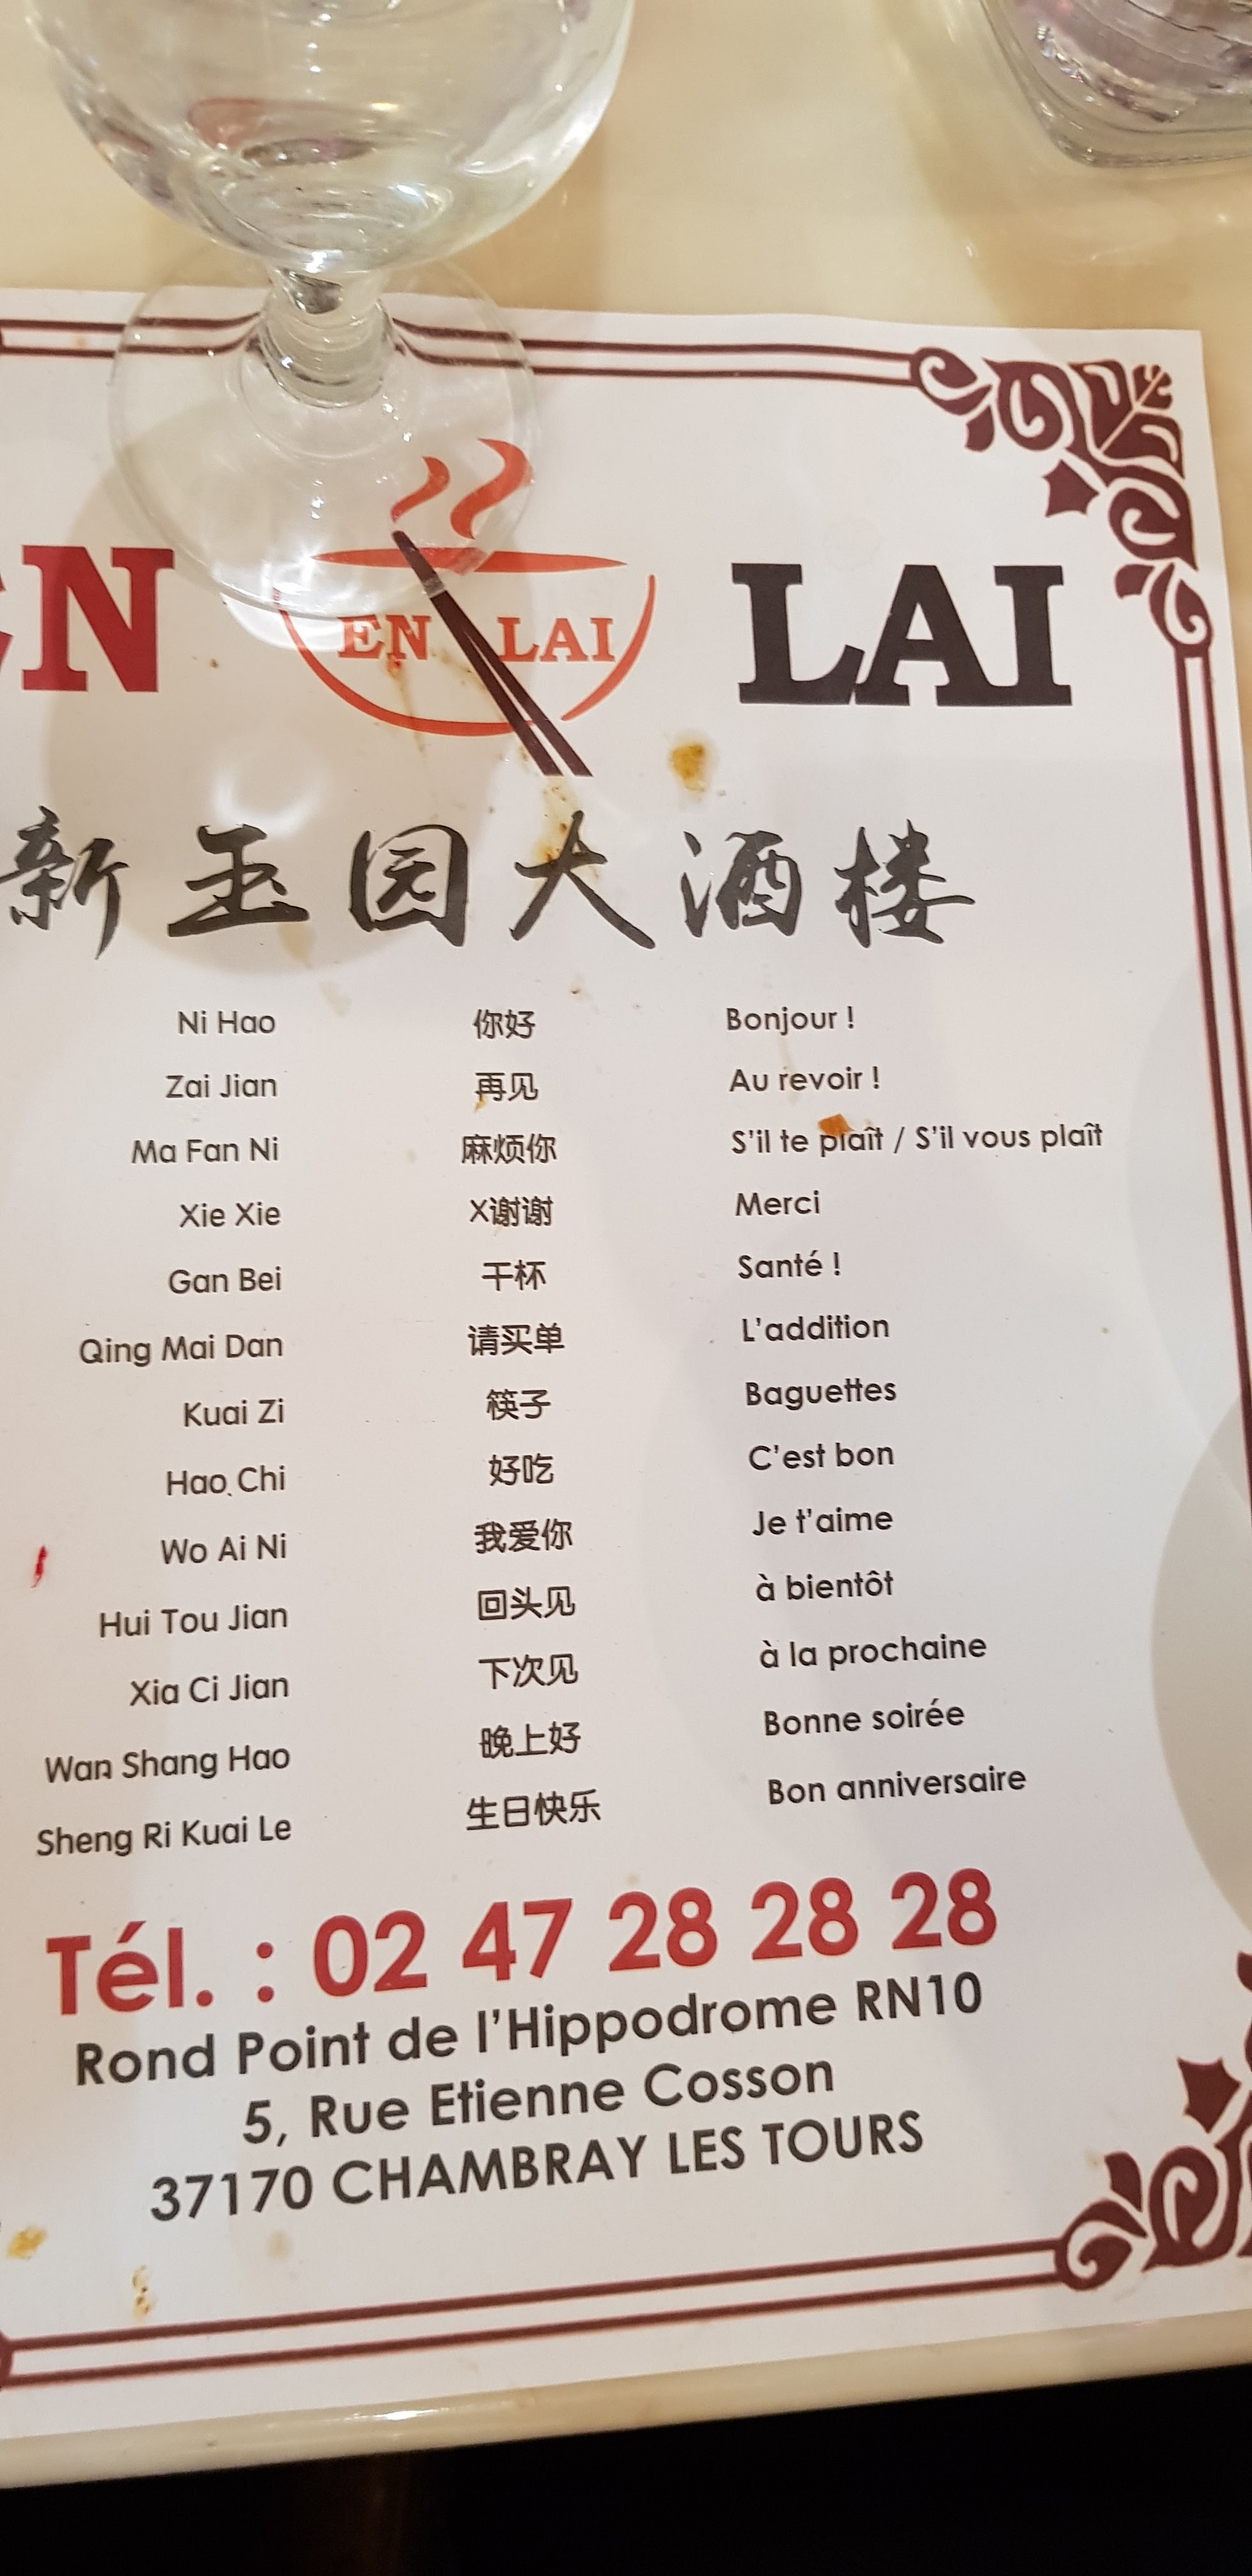 EN LAI
EN LAI
新玉园大酒楼
Ni Hao 你好 Bonjour !
Zai Jian 再见 Au revoir !
Ma Fan Ni 麻烦你 S'il te plaît / S'il vous plaît
Xie Xie X谢谢 Merci
Gan Bei 干杯 Santé !
Qing Mai Dan 请买单 L'addition
Kuai Zi 筷子 Baguettes
Hao Chi 好吃 C'est bon
Wo Ai Ni 我爱你 Je t'aime
Hui Tou Jian 回头见 à bientôt
Xia Ci Jian 下次见 à la prochaine
Wan Shang Hao 晚上好 Bonne soirée
Sheng Ri Kuai Le 生日快乐 Bon anniversaire
Tél. : 02 47 28 28 28
Rond Point de l'Hippodrome RN10
5, Rue Etienne Cosson
37170 CHAMBRAY LES TOURS